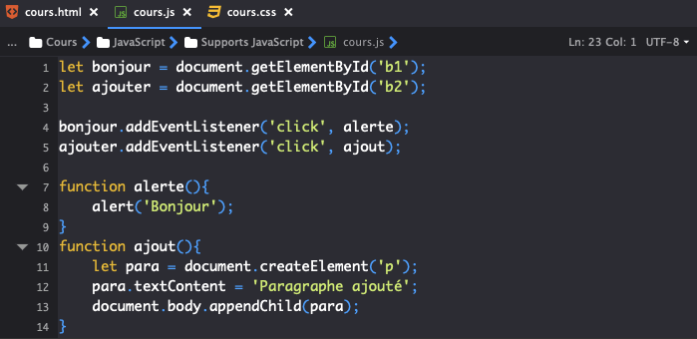 cours.html × cours.js × cours.css ×
... Cours JavaScript Supports JavaScript cours.js Ln: 23 Col: 1 UTF-8
1 let bonjour = document.getElementById('b1');
2 let ajouter = document.getElementById('b2');
3
4 bonjour.addEventListener('click', alerte);
5 ajouter.addEventListener('click', ajout);
6
7 function alerte(){
8     alert('Bonjour');
9 }
10 function ajout(){
11     let para = document.createElement('p');
12     para.textContent = 'Paragraphe ajouté';
13     document.body.appendChild(para);
14 }